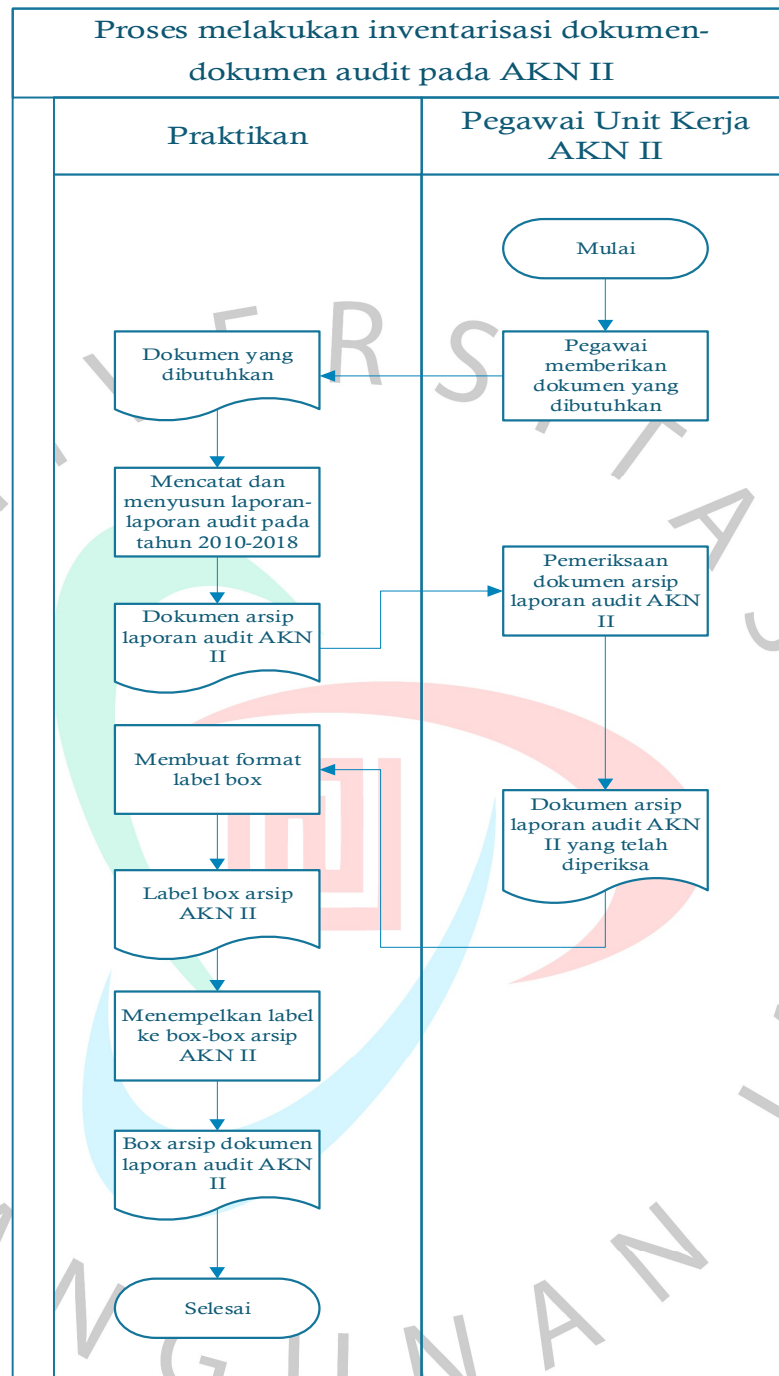 Proses melakukan inventarisasi dokumen-
dokumen audit pada AKN II
Praktikan
Pegawai Unit Kerja
AKN II
Mulai
Pegawai
memberikan
dokumen yang
dibutuhkan
Dokumen yang
dibutuhkan
Mencatat dan
menyusun laporan-
laporan audit pada
tahun 2010-2018
Dokumen arsip
laporan audit AKN
II
Pemeriksaan
dokumen arsip
laporan audit AKN
II
Dokumen arsip
laporan audit AKN
II yang telah
diperiksa
Membuat format
label box
Label box arsip
AKN II
Menempelkan label
ke box-box arsip
AKN II
Box arsip dokumen
laporan audit AKN
II
Selesai